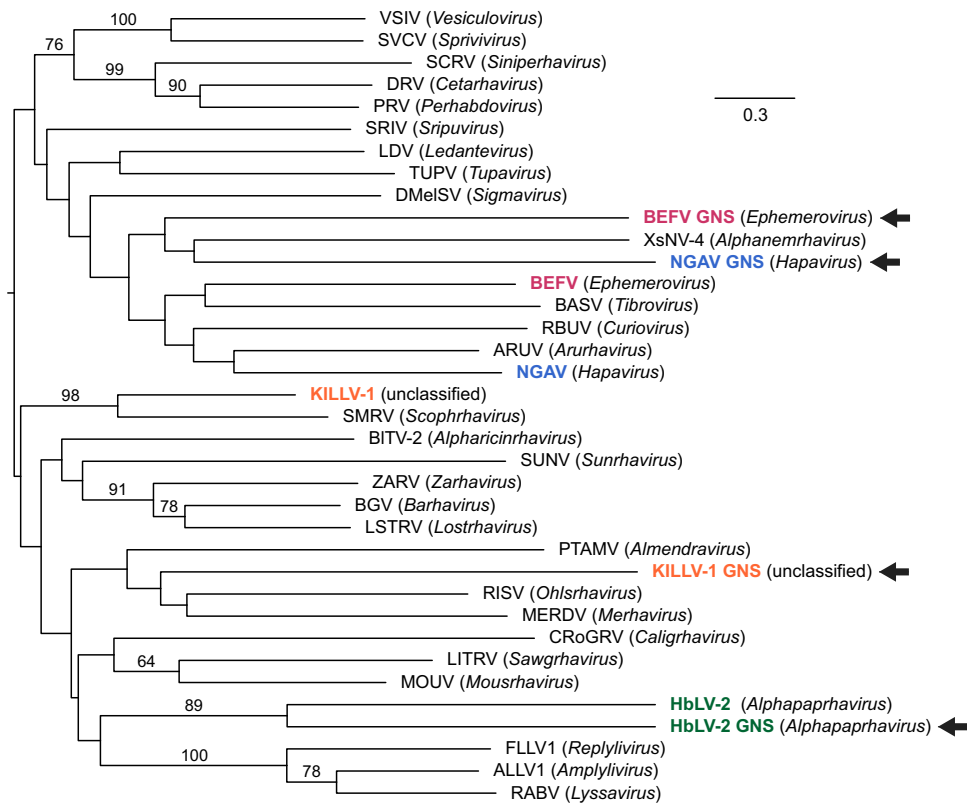 VSIV (Vesiculovirus)
100
SVCV (Sprivivirus)
76
SCRV (Siniperhavirus)
99
DRV (Cetarhavirus)
90
PRV (Perhabdovirus)
0.3
SRIV (Sripuvirus)
LDV (Ledantevirus)
TUPV (Tupavirus)
DMelSV (Sigmavirus)
BEFV GNS (Ephemerovirus)
XsNV-4 (Alphanemrhavirus)
NGAV GNS (Hapavirus)
BEFV (Ephemerovirus)
BASV (Tibrovirus)
RBUV (Curiovirus)
ARUV (Arurhavirus)
NGAV (Hapavirus)
98
KILLV-1 (unclassified)
SMRV (Scophrhavirus)
BlTV-2 (Alpharicinrhavirus)
SUNV (Sunrhavirus)
ZARV (Zarhavirus)
91
BGV (Barhavirus)
78
LSTRV (Lostrhavirus)
PTAMV (Almendravirus)
KILLV-1 GNS (unclassified)
RISV (Ohlsrhavirus)
MERDV (Merhavirus)
CRoGRV (Caligrhavirus)
LITRV (Sawgrhavirus)
64
MOUV (Mousrhavirus)
HbLV-2 (Alphapaprhavirus)
89
HbLV-2 GNS (Alphapaprhavirus)
FLLV1 (Replylivirus)
100
ALLV1 (Amplylivirus)
78
RABV (Lyssavirus)